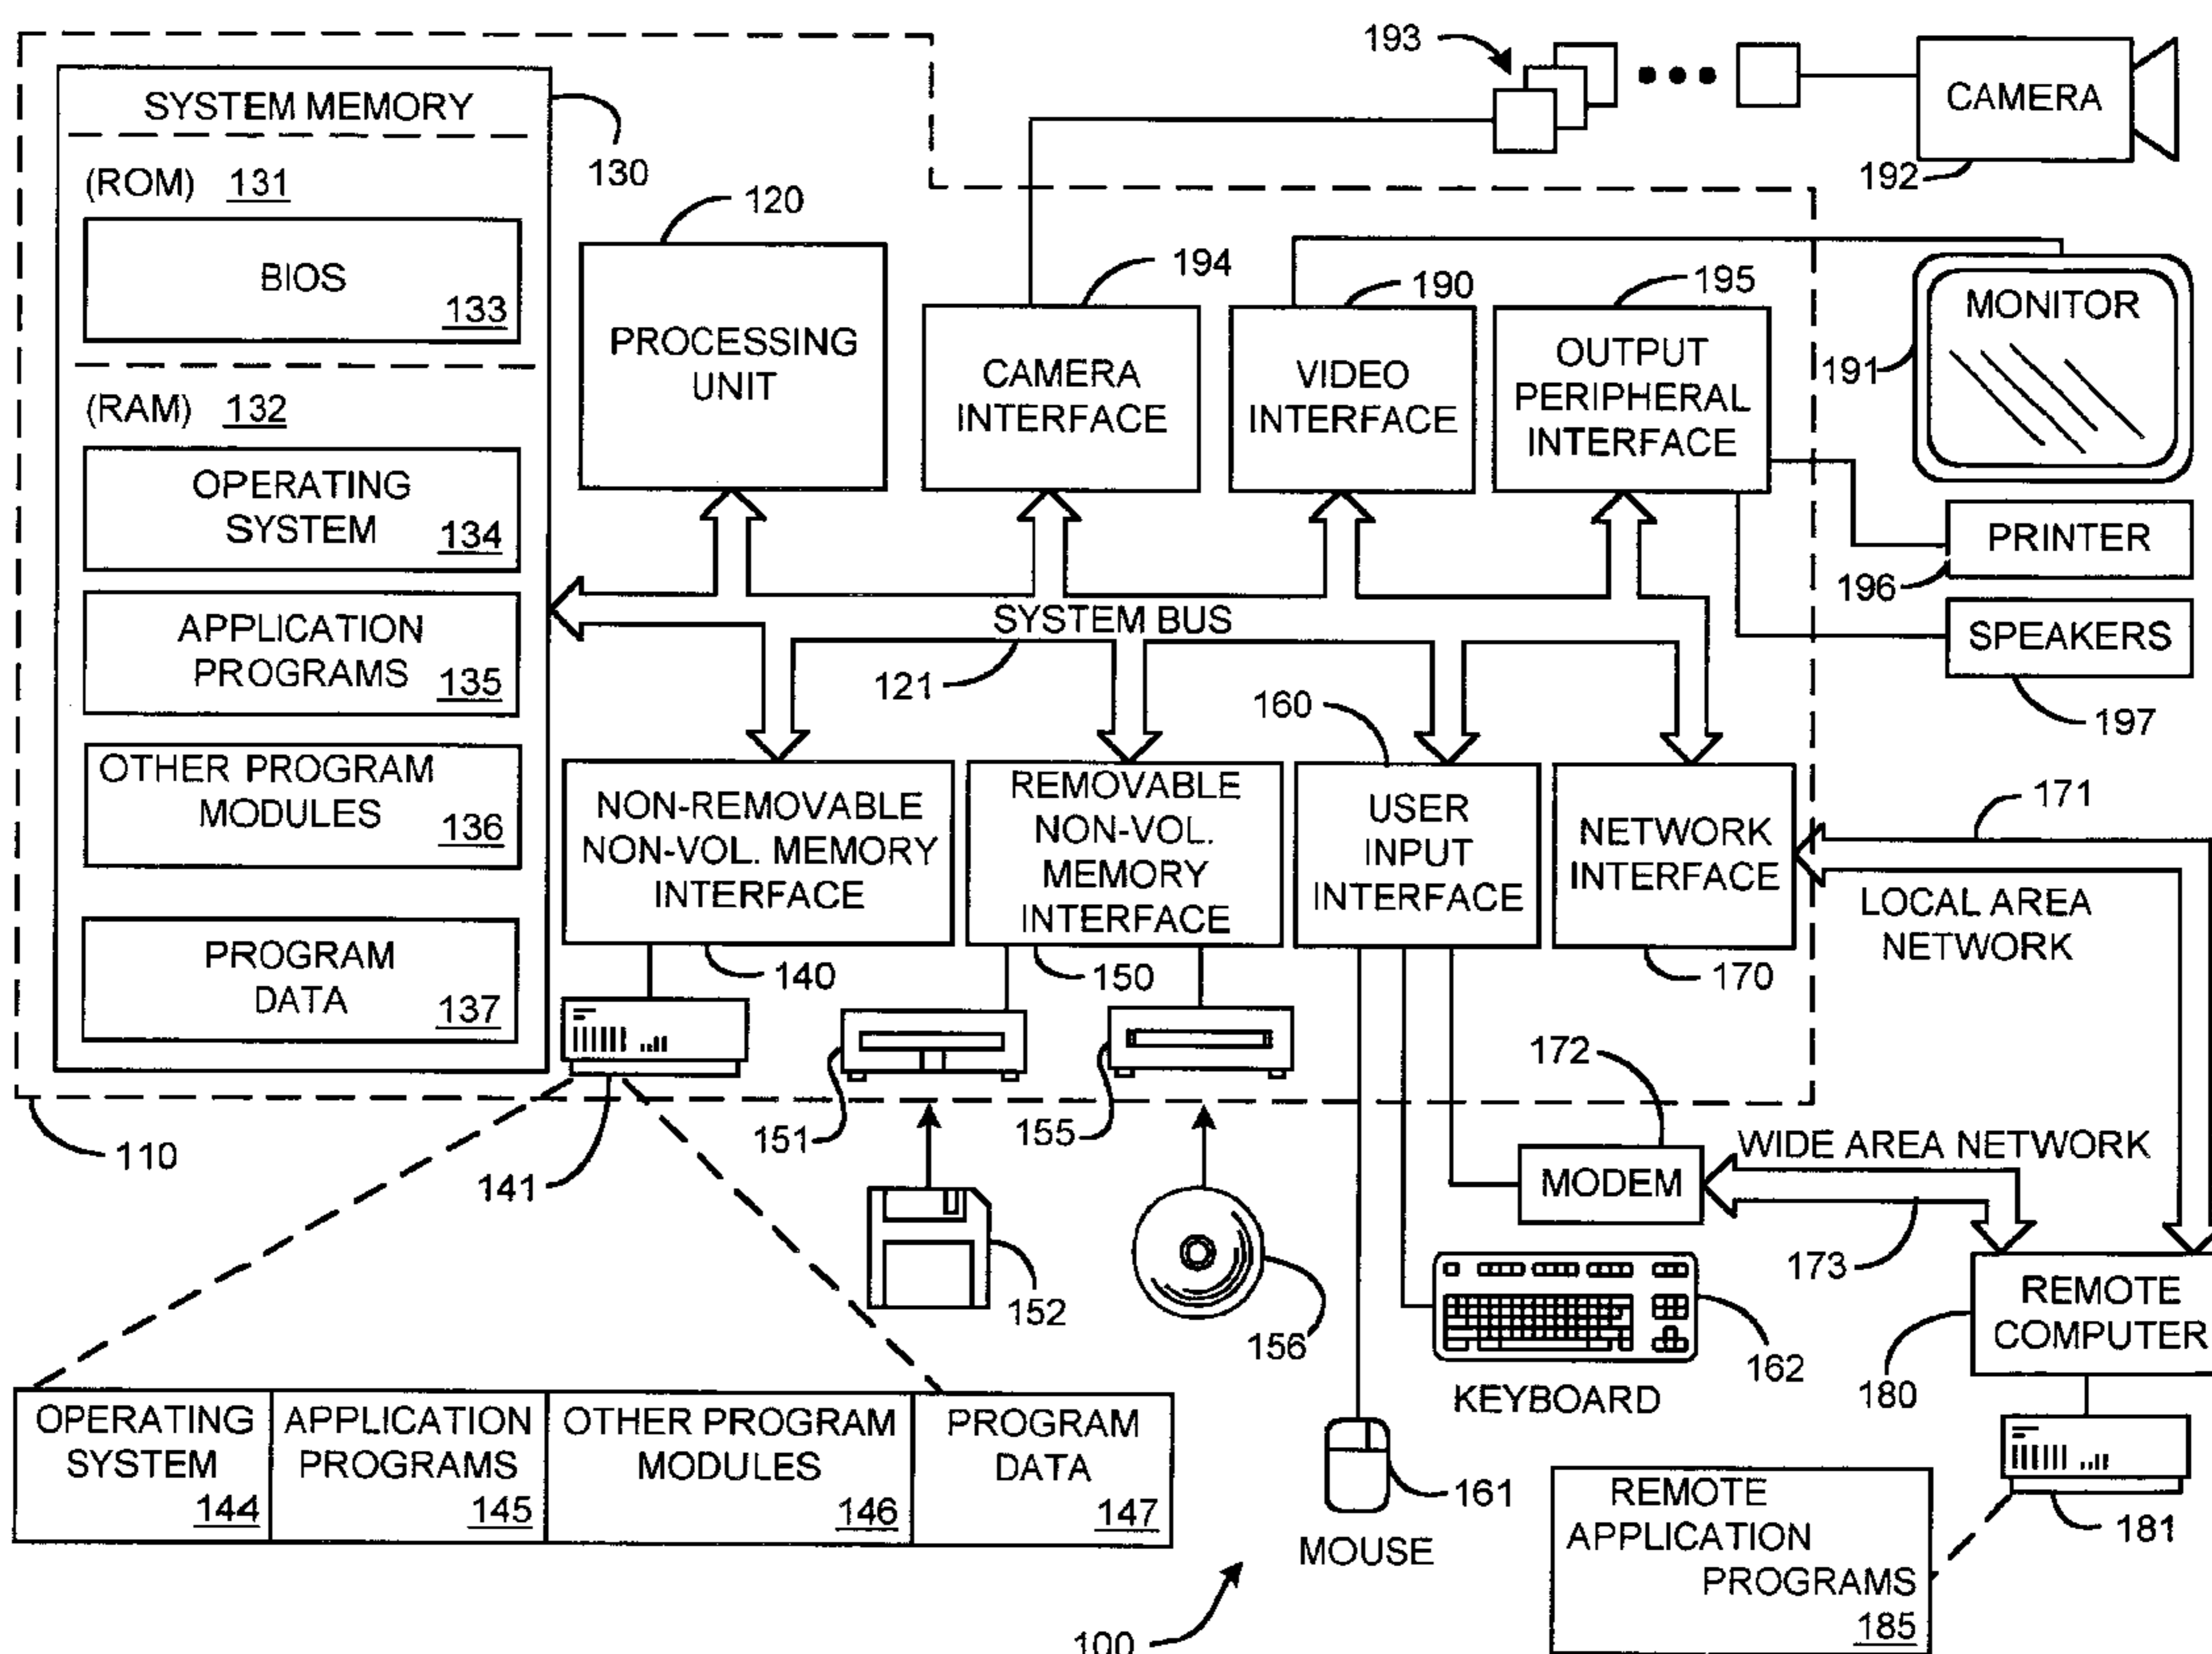 193
CAMERA
192
SYSTEM MEMORY
130
(ROM) 131
BIOS
133
(RAM) 132
OPERATING
SYSTEM
134
APPLICATION
PROGRAMS
135
OTHER PROGRAM
MODULES
136
PROGRAM
DATA
137
120
PROCESSING
UNIT
194
CAMERA
INTERFACE
190
VIDEO
INTERFACE
195
OUTPUT
PERIPHERAL
INTERFACE
MONITOR
191
PRINTER
196
SPEAKERS
197
SYSTEM BUS
121
NON-REMOVABLE
NON-VOL. MEMORY
INTERFACE
140
REMOVABLE
NON-VOL.
MEMORY
INTERFACE
150
160
USER
INPUT
INTERFACE
NETWORK
INTERFACE
170
171
LOCAL AREA
NETWORK
110
141
151
155
152
156
172
MODEM
WIDE AREA NETWORK
173
162
KEYBOARD
161
MOUSE
REMOTE
COMPUTER
180
181
OPERATING
SYSTEM
144
APPLICATION
PROGRAMS
145
OTHER PROGRAM
MODULES
146
PROGRAM
DATA
147
REMOTE
APPLICATION
PROGRAMS
185
100